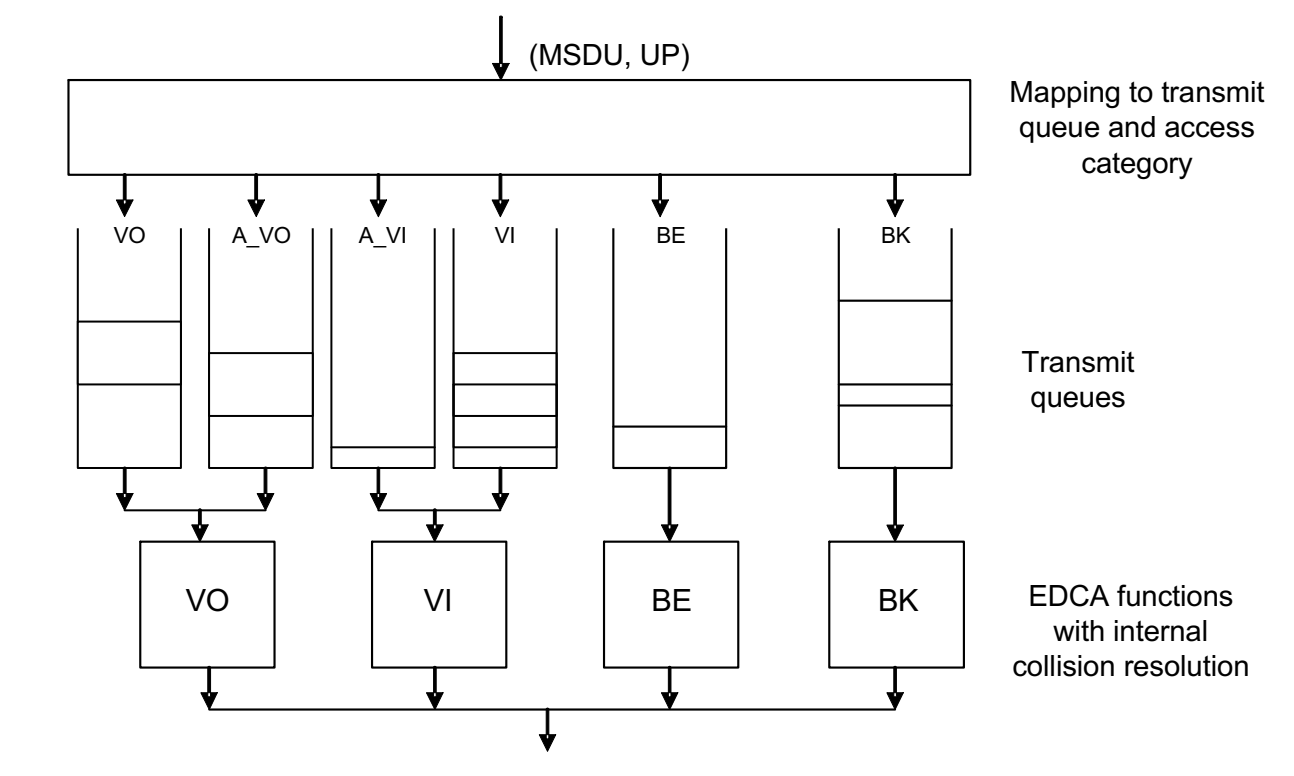 (MSDU, UP)
Mapping to transmit
queue and access
category
VO
A_VO
A_VI
VI
BE
BK
Transmit
queues
VO
VI
BE
BK
EDCA functions
with internal
collision resolution